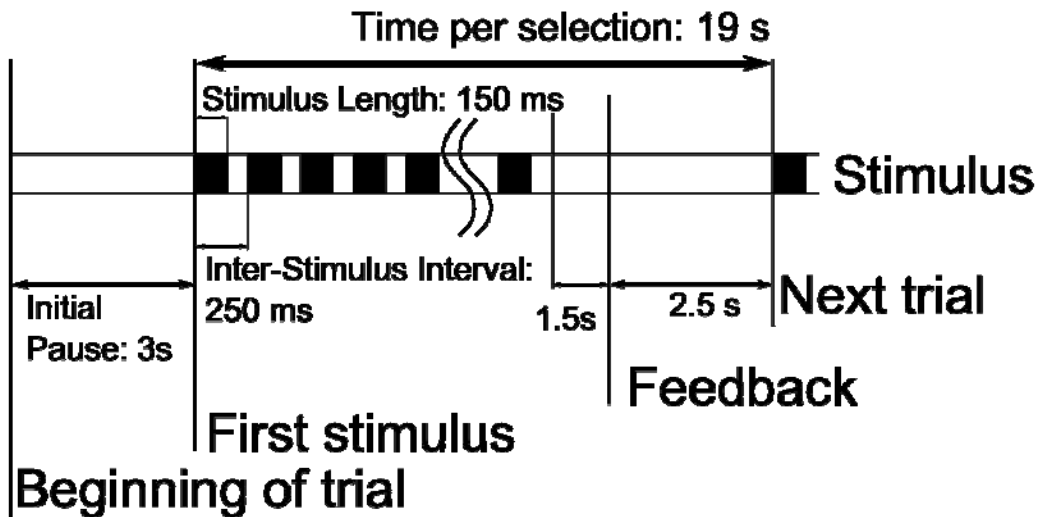 Time per selection: 19 s
Stimulus Length: 150 ms
Stimulus
Inter-Stimulus Interval:
250 ms
Initial
Pause: 3s
1.5s
2.5 s
Next trial
Feedback
First stimulus
Beginning of trial